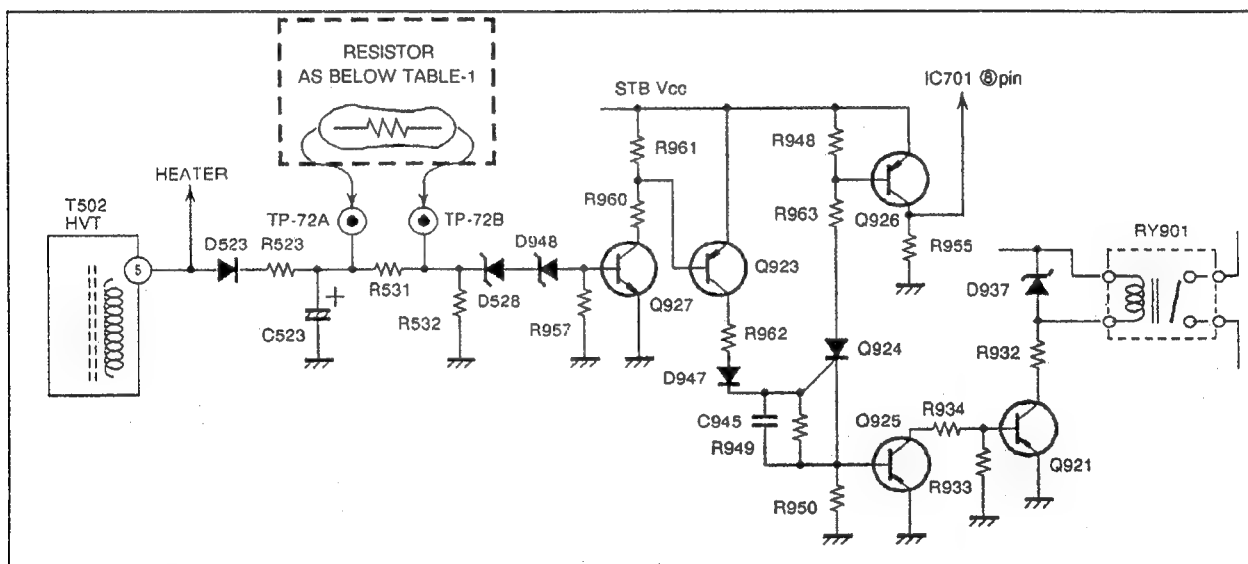 RESISTOR
AS BELOW TABLE-1
IC701 ⑧pin
STB Vcc
R961
R948
HEATER
R960
Q926
T502
HVT
TP-72A
TP-72B
R963
R955
RY901
5
D523
R523
D948
Q923
D937
R531
D528
Q927
C523
+
R532
R957
R962
Q924
R932
D947
C945
Q925
R934
R949
Q921
R933
R950